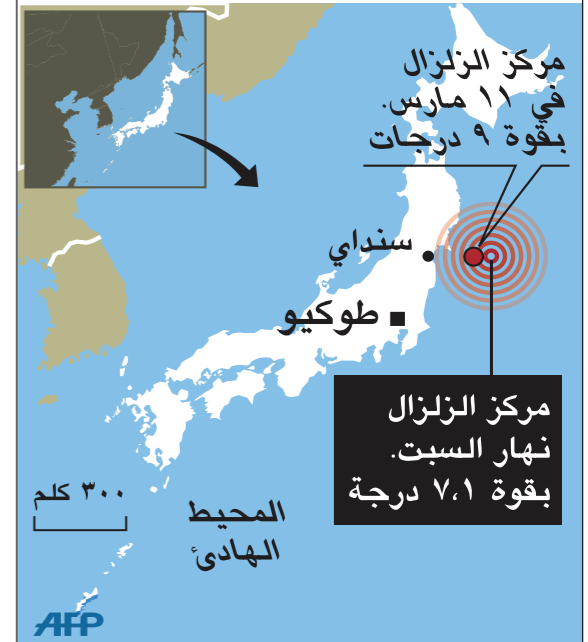 مركز الزلزال
في ١١ مارس.
بقوة ٩ درجات
سنداي
طوكيو
مركز الزلزال
نهار السبت.
بقوة ٧،١ درجة
٣٠٠ كلم
المحيط
الهادئ
AFP